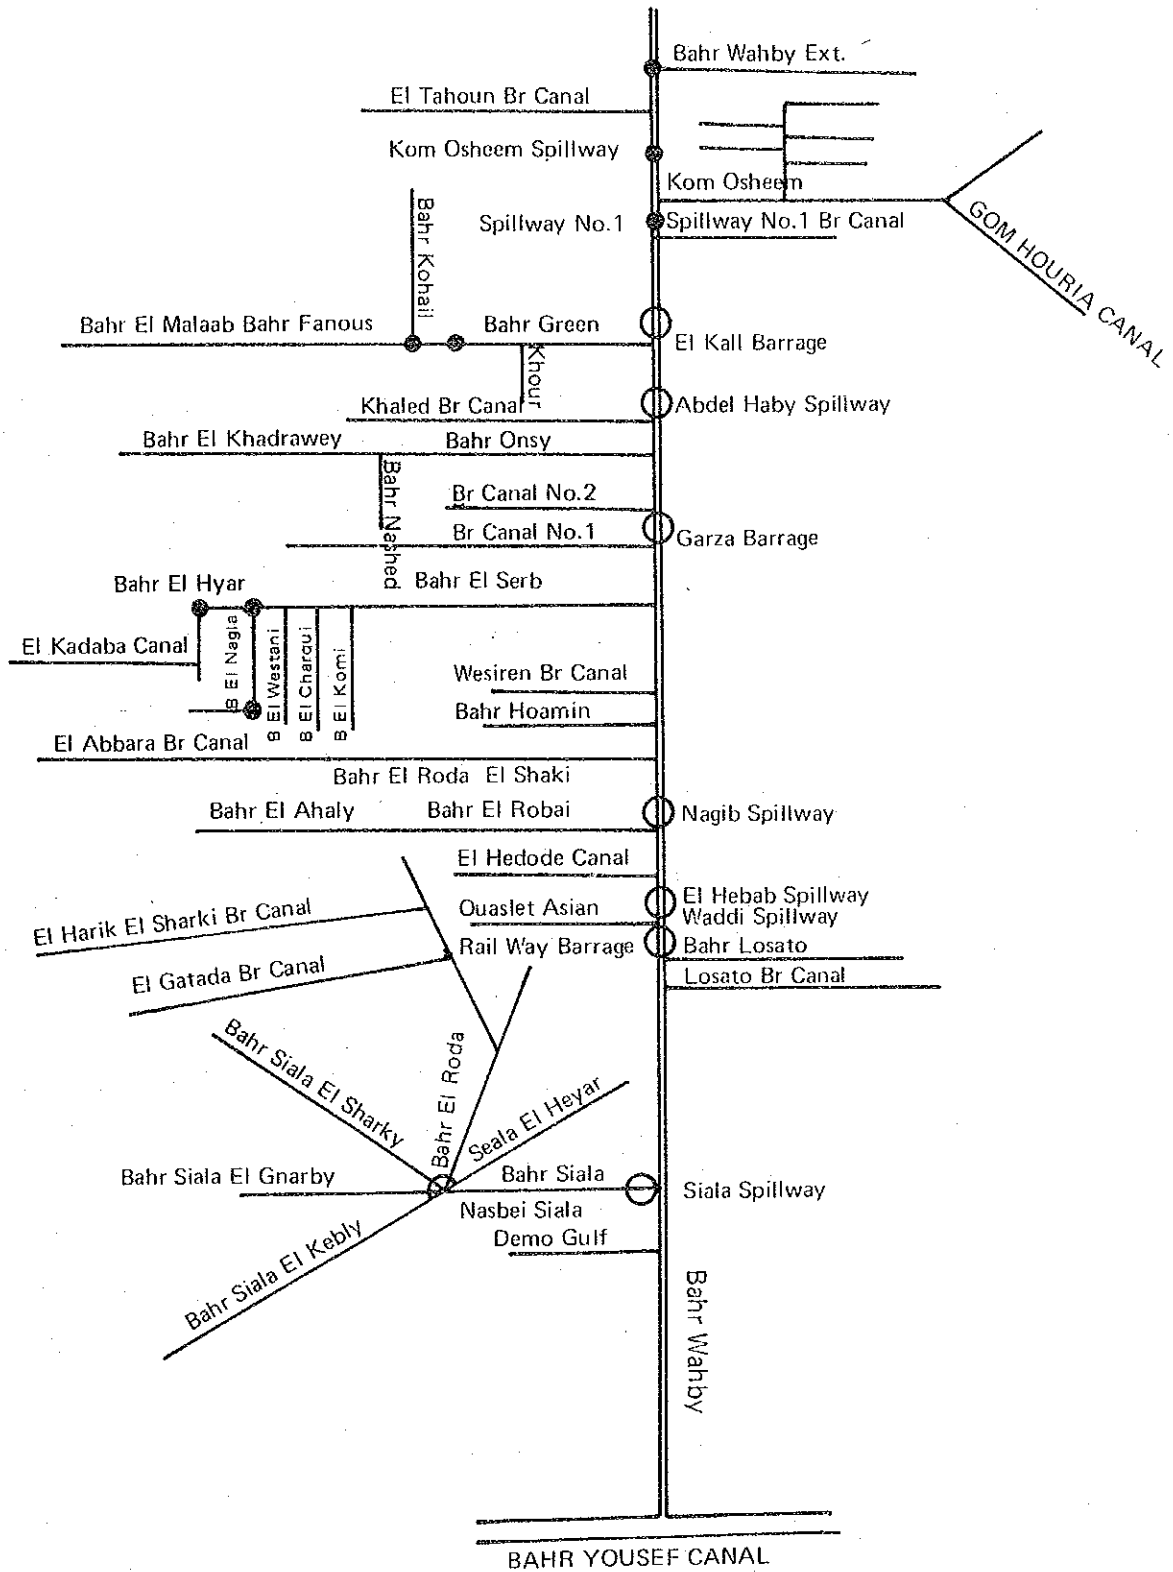 Bahr Wahby Ext.
El Tahoun Br Canal
Kom Osheem Spillway
Kom Osheem
Spillway No.1
Spillway No.1 Br Canal
GOM HOURIA CANAL
Bahr Kohail
Bahr El Malaab Bahr Fanous
Bahr Green
El Kall Barrage
Khour
Khaled Br Canal
Abdel Haby Spillway
Bahr El Khadrawey
Bahr Onsy
Bahr Nashed
Br Canal No.2
Br Canal No.1
Garza Barrage
Bahr El Hyar
Bahr El Serb
El Kadaba Canal
B El Nagla
B El Westani
B El Charqui
B El Komi
Wesiren Br Canal
Bahr Hoamin
El Abbara Br Canal
Bahr El Roda El Shaki
Bahr El Ahaly
Bahr El Robai
Nagib Spillway
El Hedode Canal
El Hebab Spillway
Ouaslet Asian
Waddi Spillway
El Harik El Sharki Br Canal
Rail Way Barrage
Bahr Losato
El Gatada Br Canal
Losato Br Canal
Bahr Siala El Sharky
Bahr El Roda
Seala El Heyar
Bahr Siala El Gnarby
Bahr Siala
Siala Spillway
Nasbei Siala
Demo Gulf
Bahr Siala El Kebly
Bahr Wahby
BAHR YOUSEF CANAL